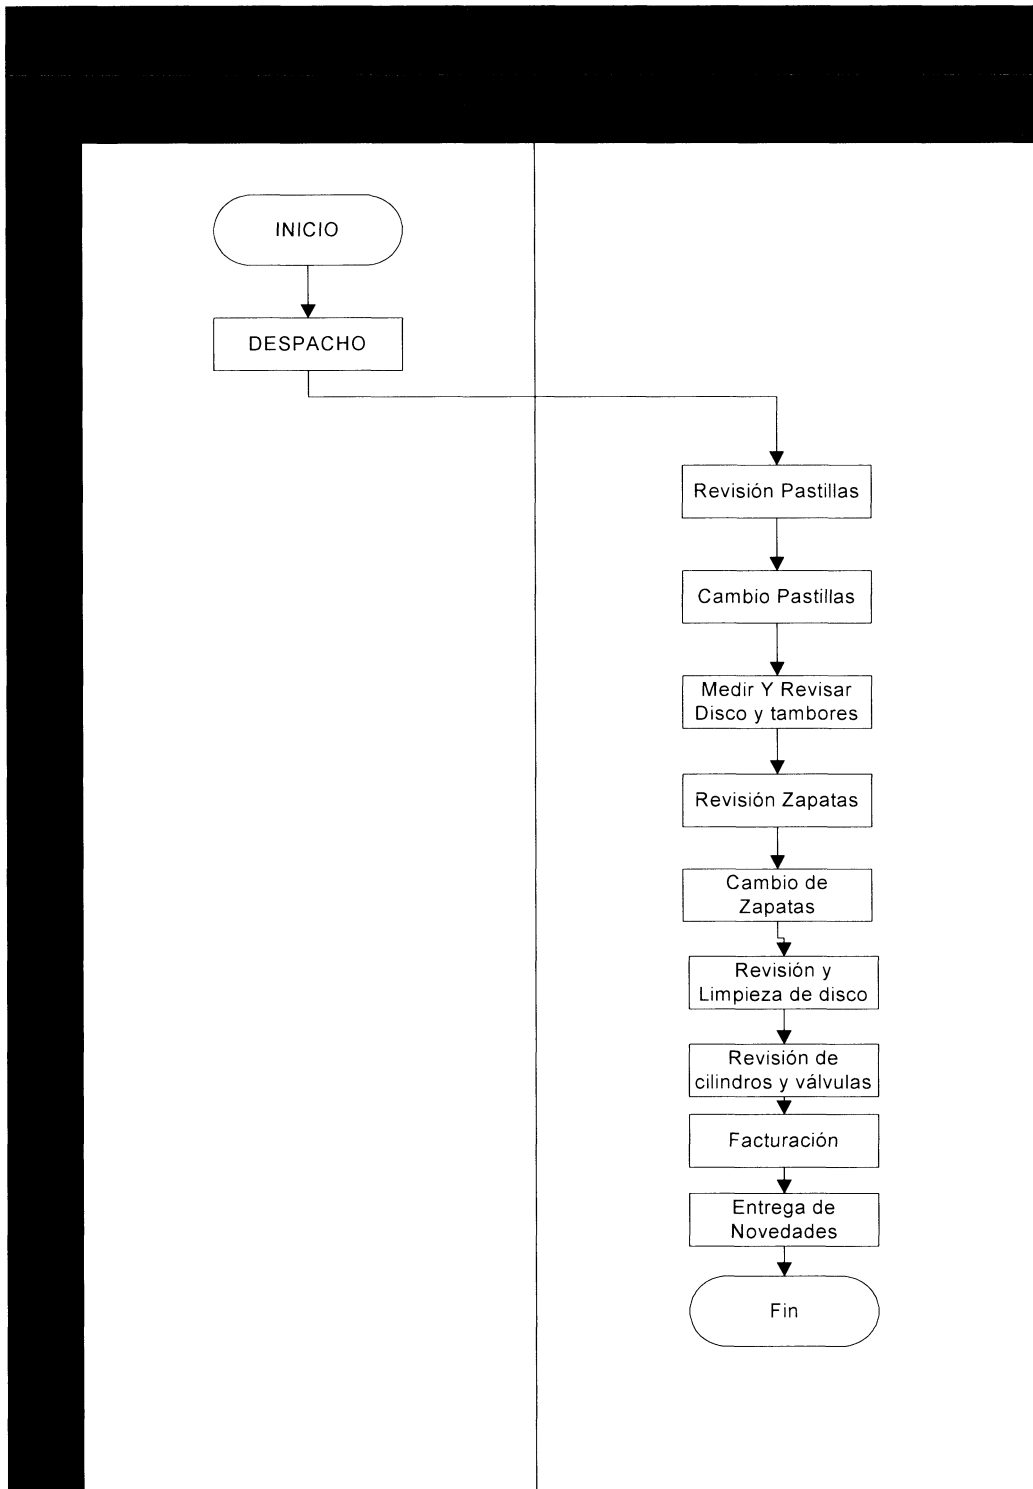 INICIO
DESPACHO
Revisión Pastillas
Cambio Pastillas
Medir Y Revisar
Disco y tambores
Revisión Zapatas
Cambio de
Zapatas
Revisión y
Limpieza de disco
Revisión de
cilindros y válvulas
Facturación
Entrega de
Novedades
Fin